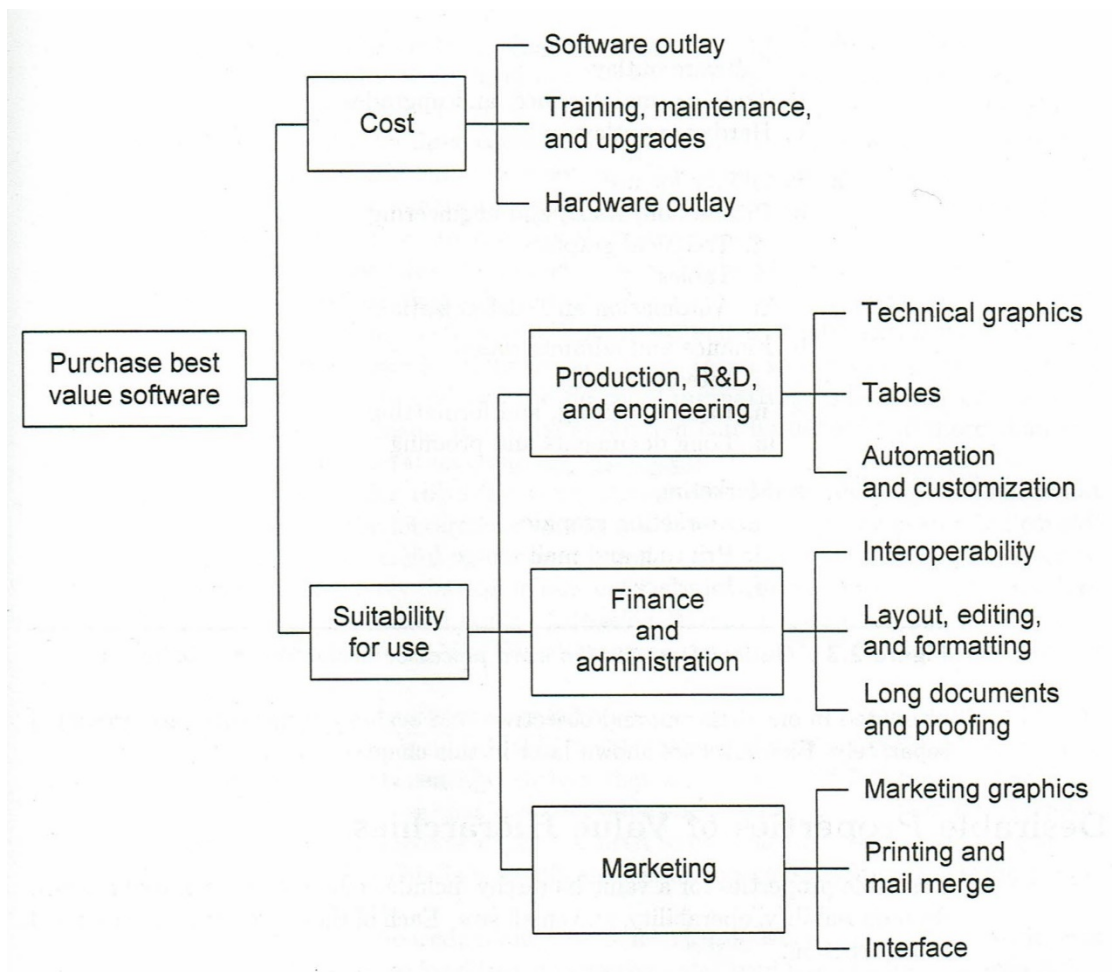 Software outlay
Cost
Training, maintenance,
and upgrades
Hardware outlay
Purchase best
value software
Suitability
for use
Production, R&D,
and engineering
Technical graphics
Tables
Automation
and customization
Finance
and
administration
Interoperability
Layout, editing,
and formatting
Long documents
and proofing
Marketing
Marketing graphics
Printing and
mail merge
Interface